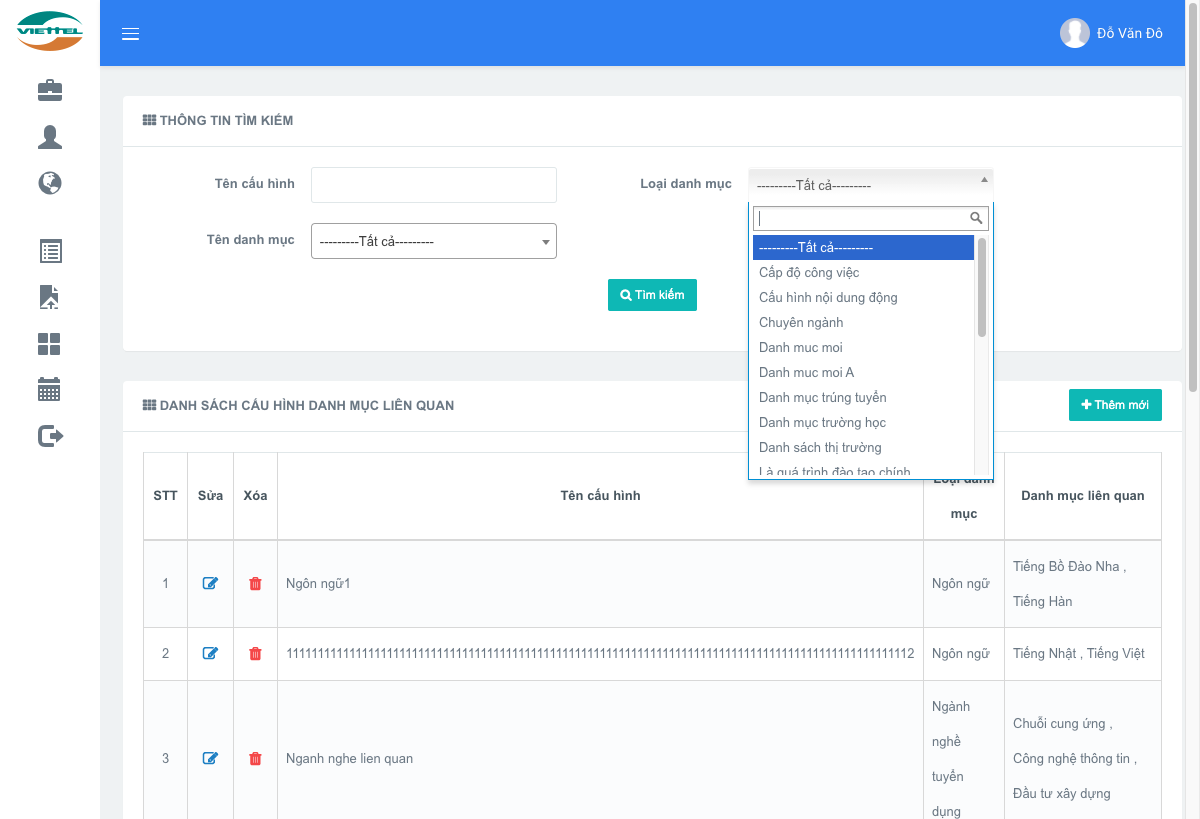 VIETTEL
Đỗ Văn Đô
THÔNG TIN TÌM KIẾM
Tên cấu hình
Loại danh mục
---------Tất cả---------
Tên danh mục
---------Tất cả---------
---------Tất cả---------
Cấp độ công việc
Cấu hình nội dung động
Chuyên ngành
Danh muc moi
Danh muc moi A
Danh mục trúng tuyển
Danh mục trường học
Danh sách thị trường
Là quá trình đào tạo chính
Tìm kiếm
DANH SÁCH CẤU HÌNH DANH MỤC LIÊN QUAN
Thêm mới
STT Sửa Xóa Tên cấu hình Loại danh mục Danh mục liên quan
1 Ngôn ngữ1 Ngôn ngữ Tiếng Bồ Đào Nha ,
Tiếng Hàn
2 Ngôn ngữ Tiếng Nhật , Tiếng Việt
3 Nganh nghe lien quan
Ngành
nghề
tuyển
dụng
Chuỗi cung ứng ,
Công nghệ thông tin ,
Đầu tư xây dựng